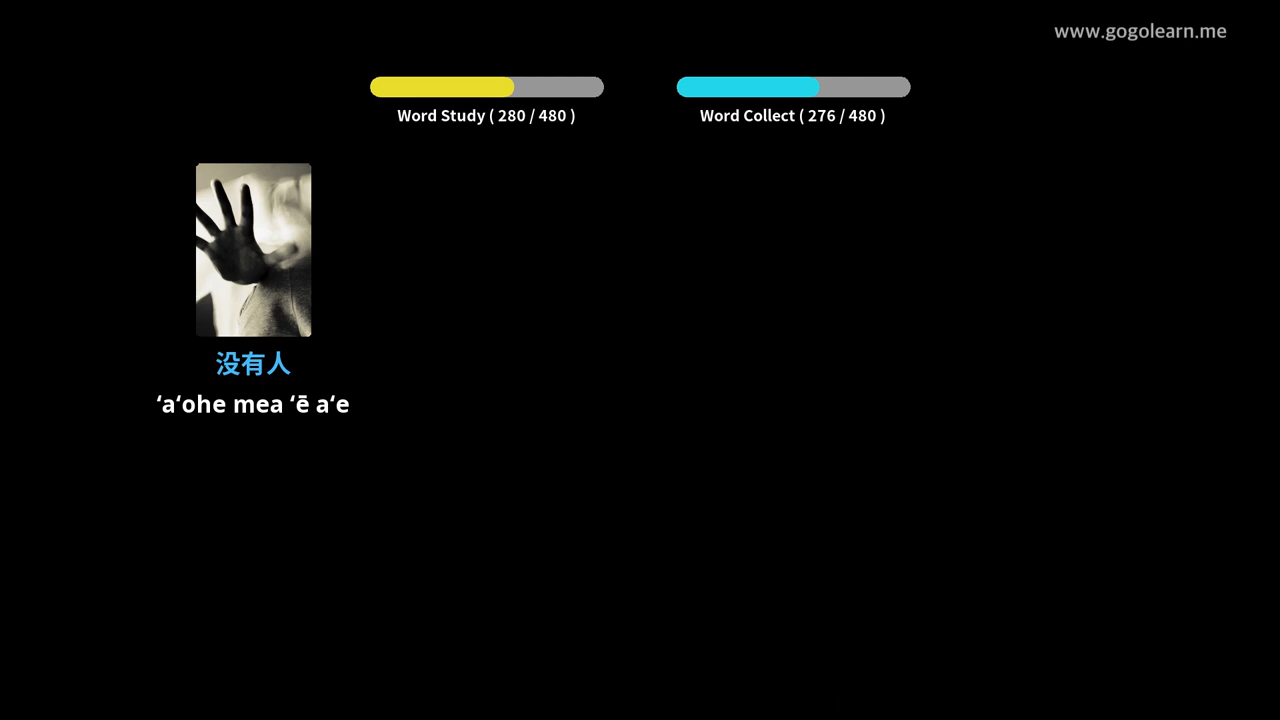 www.gogolearn.me
Word Study ( 280 / 480 )
Word Collect ( 276 / 480 )
没有人
ʻaʻohe mea ʻē aʻe